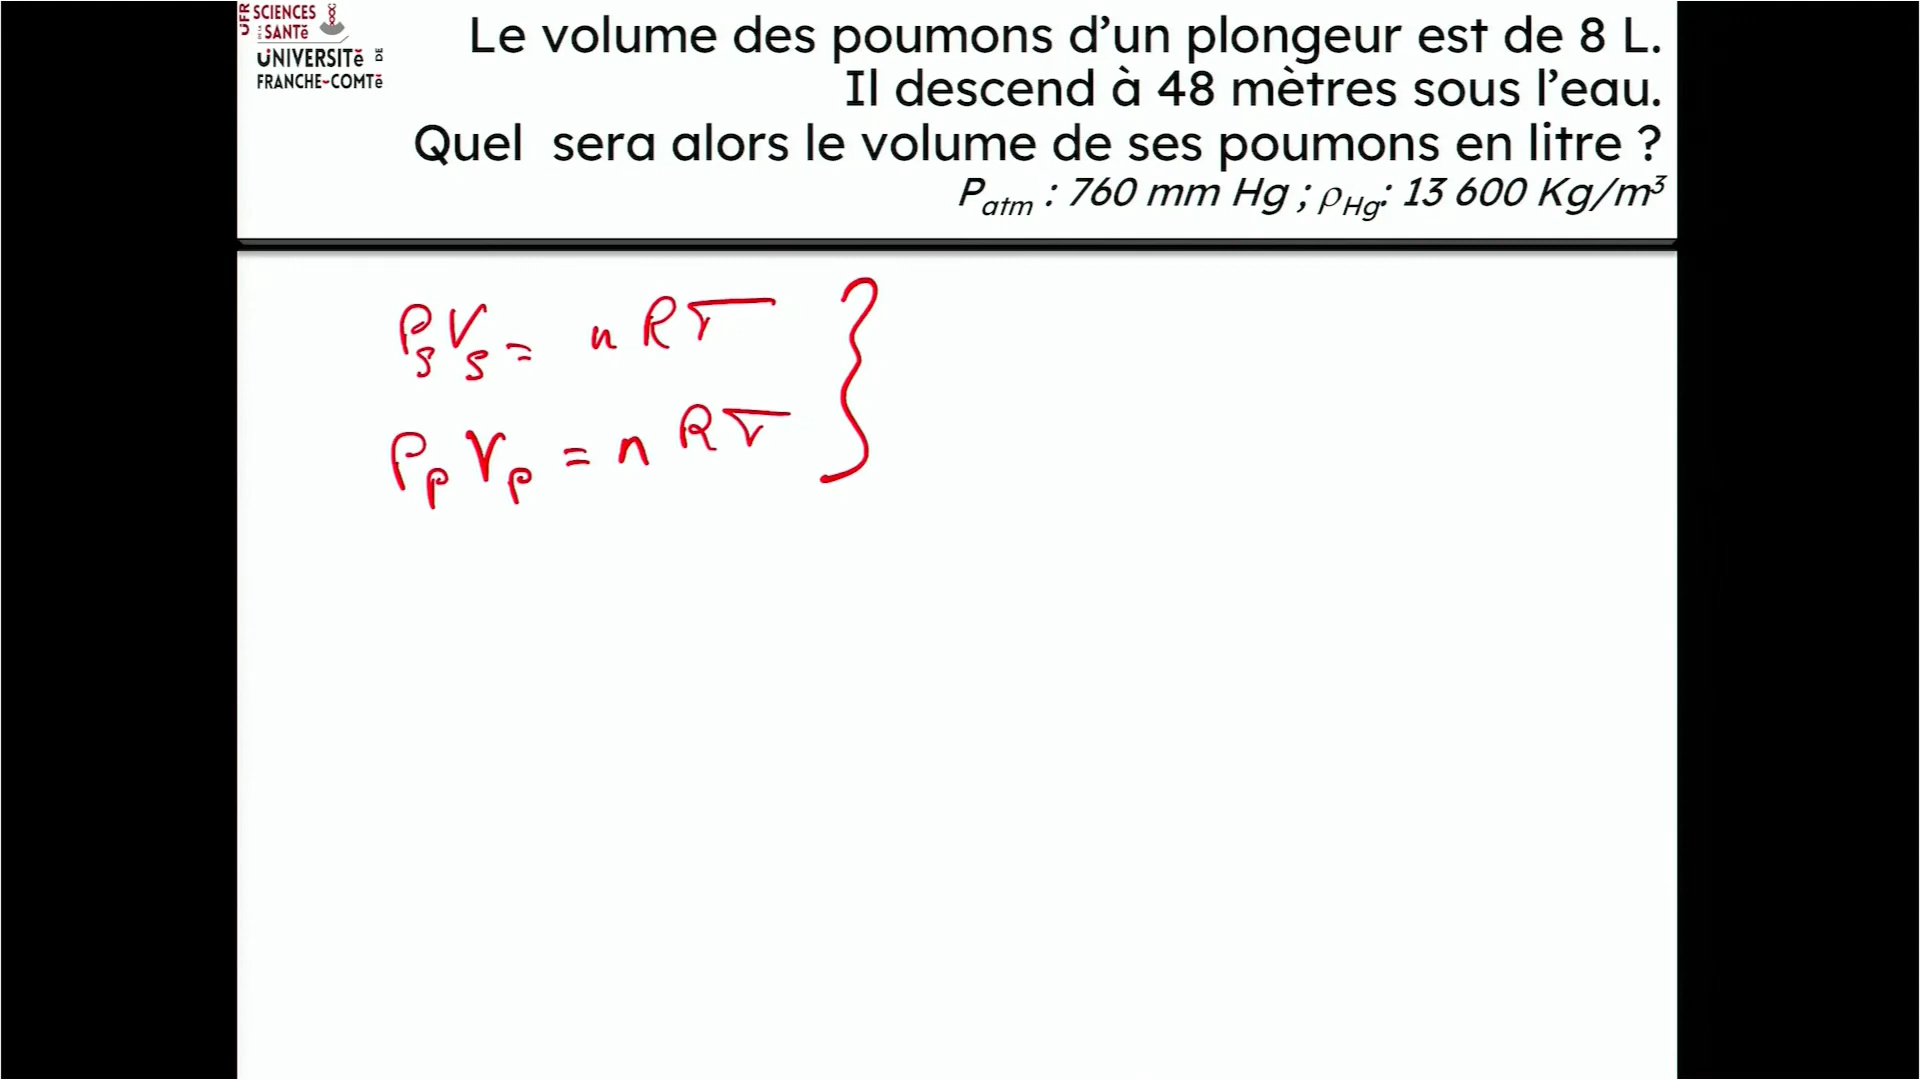 UFR SCIENCES
DE LA SANTÉ
UNIVERSITÉ DE
FRANCHE-COMTÉ
Le volume des poumons d’un plongeur est de 8 L.
Il descend à 48 mètres sous l’eau.
Quel sera alors le volume de ses poumons en litre ?
Patm : 760 mm Hg ; ρHg: 13 600 Kg/m³
PsVs = nRT
PpVp = nRT